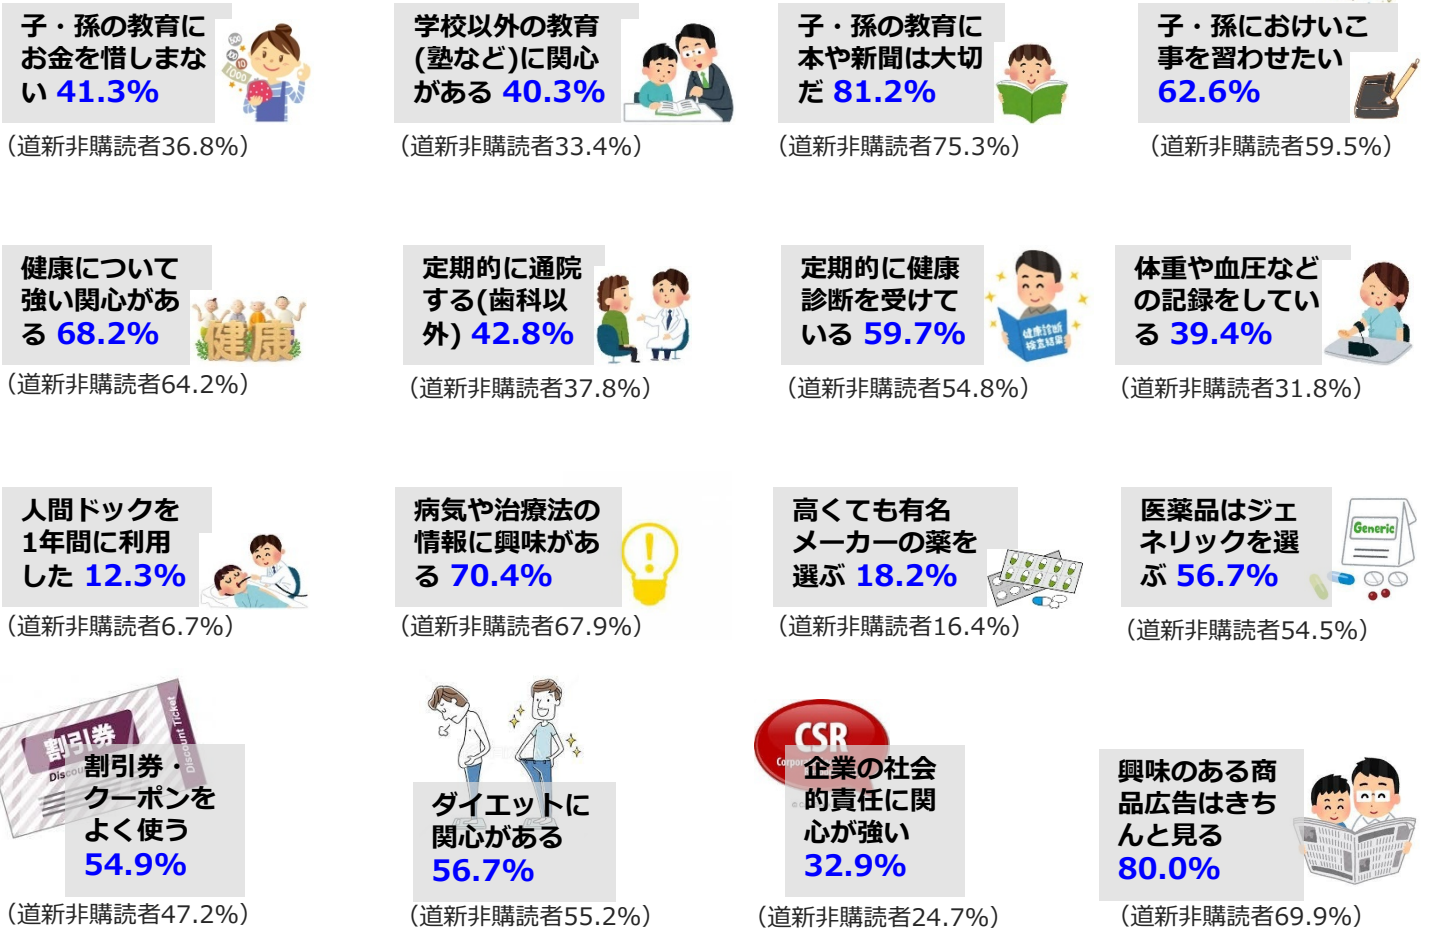 子・孫の教育に
お金を惜しまな
い 41.3%
（道新非購読者36.8%）
学校以外の教育
(塾など)に関心
がある 40.3%
（道新非購読者33.4%）
子・孫の教育に
本や新聞は大切
だ 81.2%
（道新非購読者75.3%）
子・孫におけいこ
事を習わせたい
62.6%
（道新非購読者59.5%）
健康について
強い関心があ
る 68.2%
健康
（道新非購読者64.2%）
定期的に通院
する(歯科以
外) 42.8%
（道新非購読者37.8%）
定期的に健康
診断を受けて
いる 59.7%
健康診断
検査結果
（道新非購読者54.8%）
体重や血圧など
の記録をしてい
る 39.4%
（道新非購読者31.8%）
人間ドックを
1年間に利用
した 12.3%
（道新非購読者6.7%）
病気や治療法の
情報に興味があ
る 70.4%
（道新非購読者67.9%）
高くても有名
メーカーの薬を
選ぶ 18.2%
（道新非購読者16.4%）
医薬品はジェ
ネリックを選
ぶ 56.7%
Generic
（道新非購読者54.5%）
割引券
Discount Ticket
割引券・
クーポンを
よく使う
54.9%
（道新非購読者47.2%）
ダイエットに
関心がある
56.7%
（道新非購読者55.2%）
CSR
企業の社会
的責任に関
心が強い
32.9%
（道新非購読者24.7%）
興味のある商
品広告はきち
んと見る
80.0%
（道新非購読者69.9%）